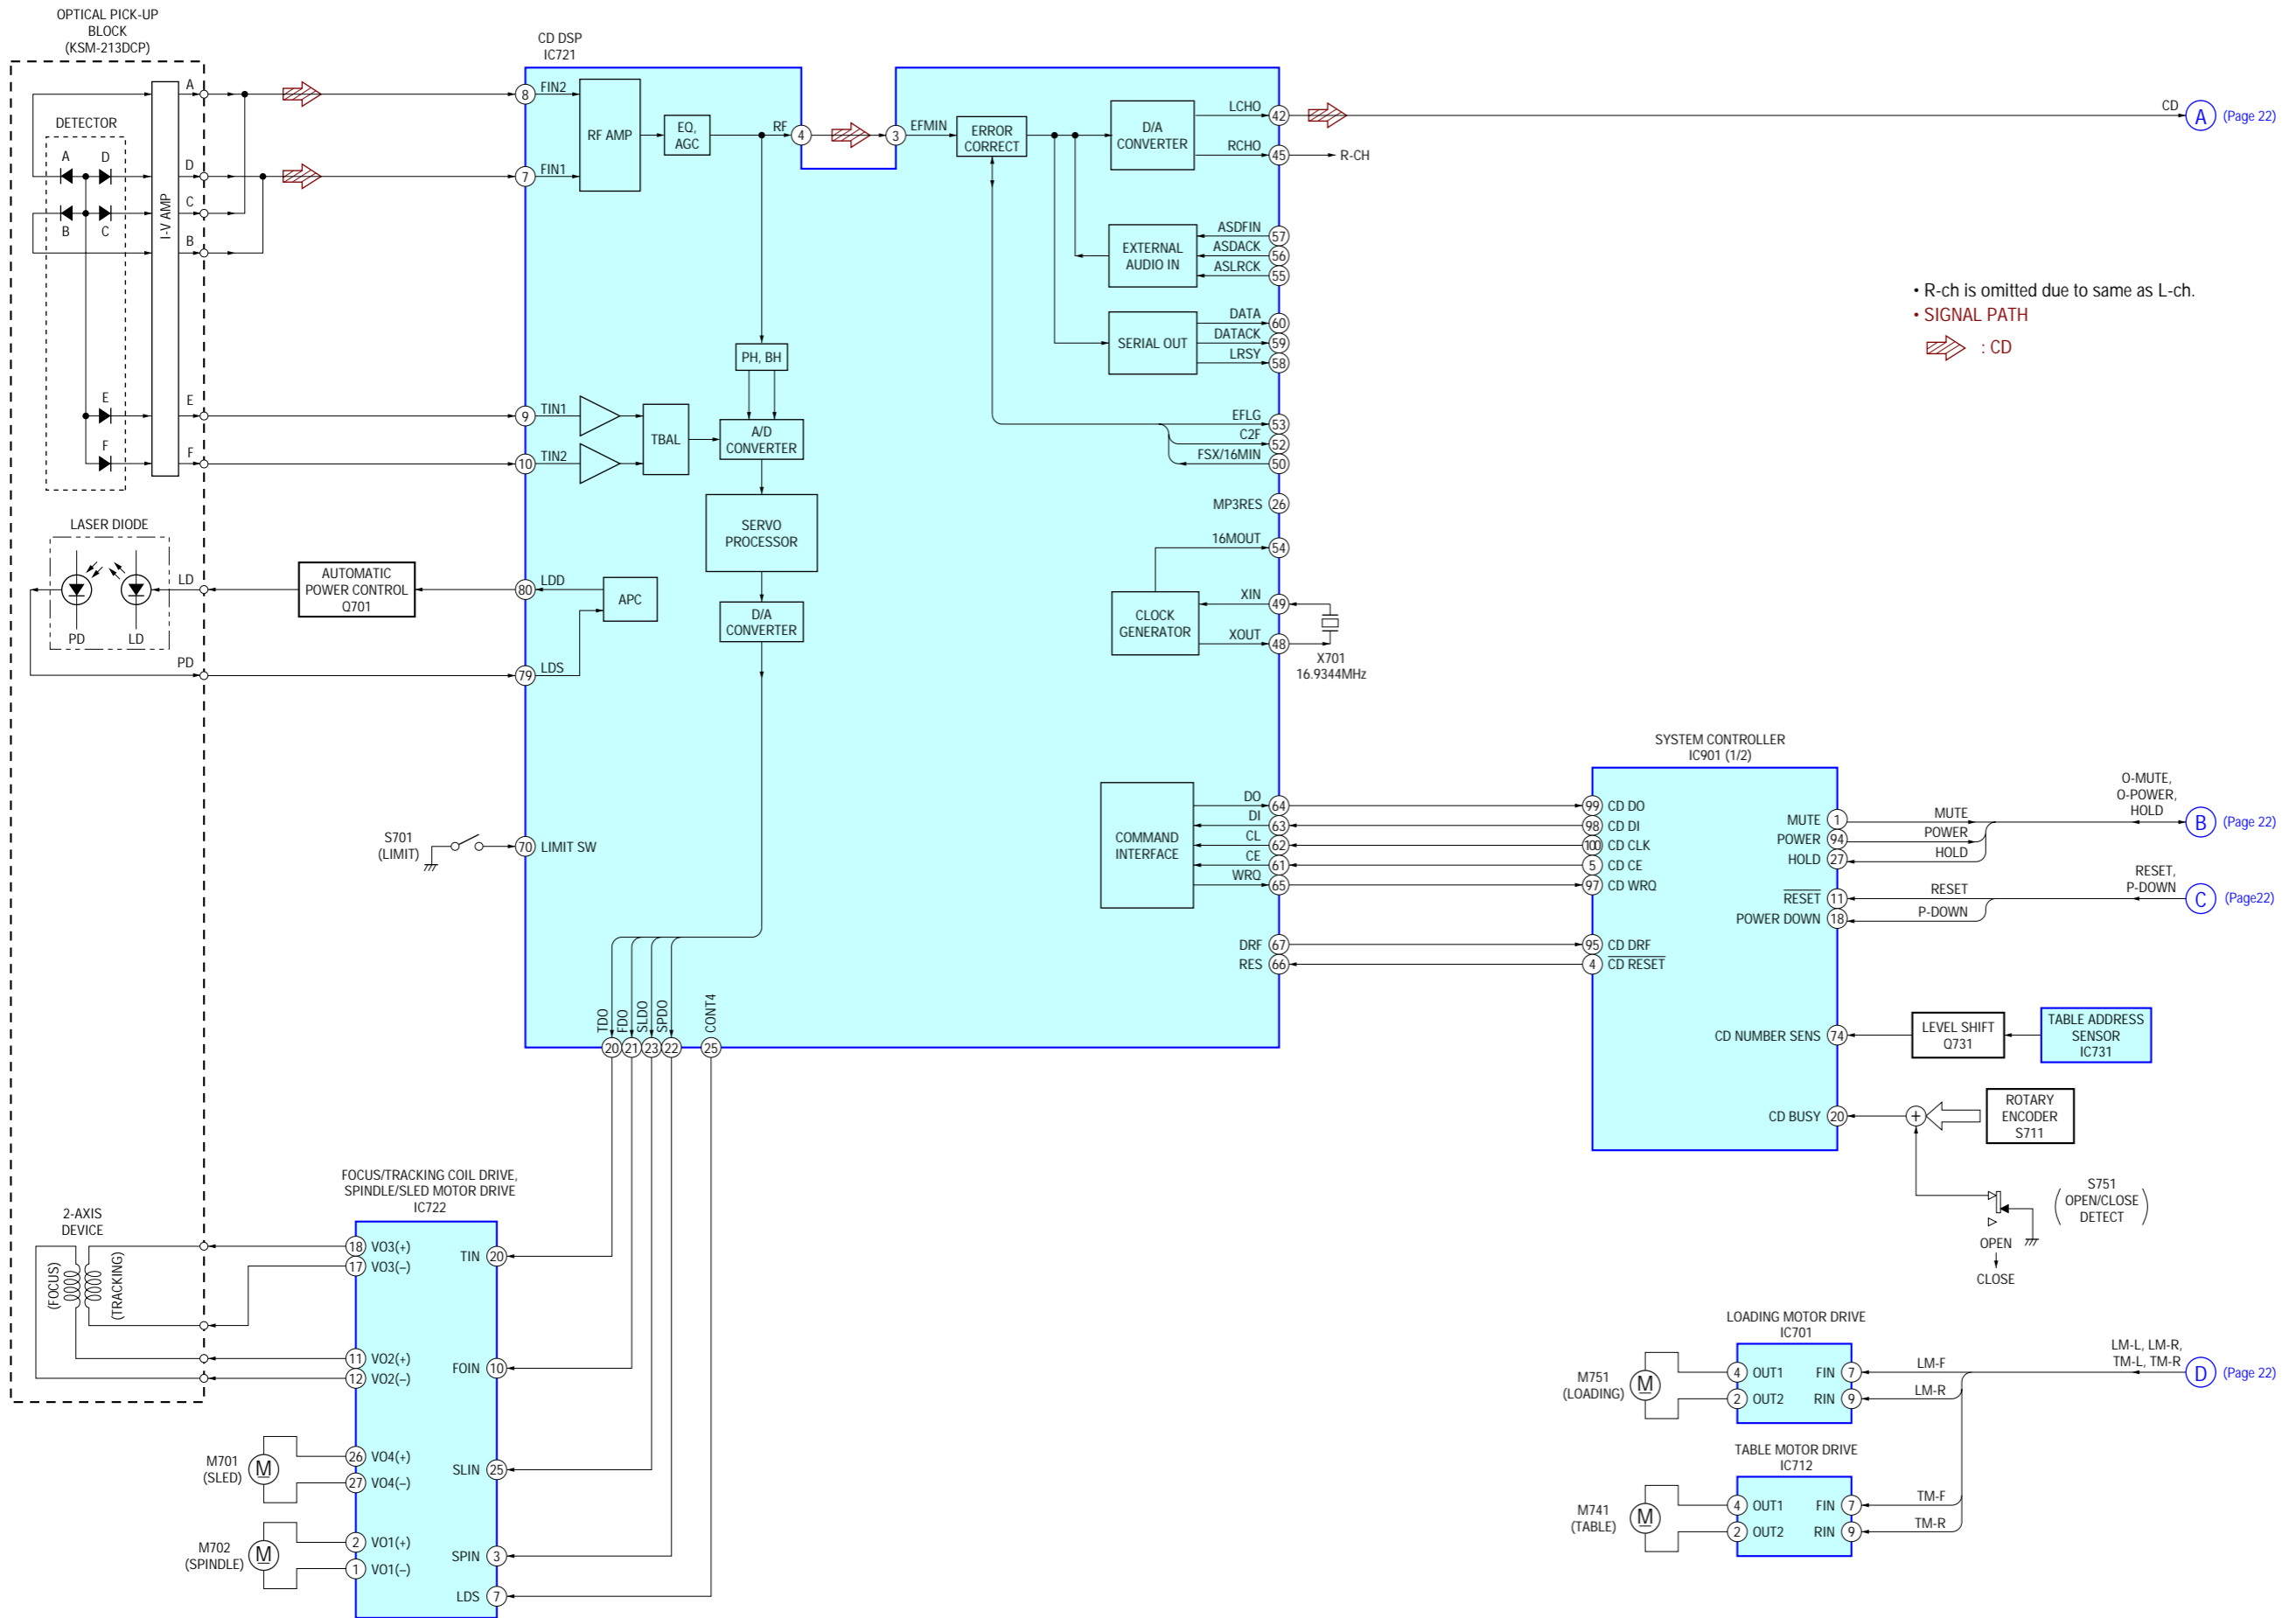 OPTICAL PICK-UP
BLOCK
(KSM-213DCP)
DETECTOR
A
D
B
C
E
F
I-V AMP
A
D
C
B
E
F
LASER DIODE
PD
LD
LD
PD
AUTOMATIC
POWER CONTROL
Q701
S701
(LIMIT)
2-AXIS
DEVICE
(FOCUS)
(TRACKING)
CD DSP
IC721
8 FIN2
7 FIN1
RF AMP
EQ,
AGC
RF 4
3 EFMIN
ERROR
CORRECT
D/A
CONVERTER
LCHO 42
RCHO 45
R-CH
EXTERNAL
AUDIO IN
ASDFIN 57
ASDACK 56
ASLRCK 55
SERIAL OUT
DATA 60
DATACK 59
LRSY 58
PH, BH
9 TIN1
10 TIN2
TBAL
A/D
CONVERTER
SERVO
PROCESSOR
D/A
CONVERTER
80 LDD
79 LDS
APC
70 LIMIT SW
EFLG 53
C2F 52
FSX/16MIN 50
MP3RES 26
16MOUT 54
CLOCK
GENERATOR
XIN 49
XOUT 48
X701
16.9344MHz
COMMAND
INTERFACE
DO 64
DI 63
CL 62
CE 61
WRQ 65
DRF 67
RES 66
TDO
FDO
SLDO
SPDO
CONT4
20 21 23 22 25
CD
A (Page 22)
• R-ch is omitted due to same as L-ch.
• SIGNAL PATH
: CD
SYSTEM CONTROLLER
IC901 (1/2)
99 CD DO
98 CD DI
100 CD CLK
5 CD CE
97 CD WRQ
95 CD DRF
4 CD RESET
MUTE 1
POWER 94
HOLD 27
RESET 11
POWER DOWN 18
CD NUMBER SENS 74
CD BUSY 20
MUTE
POWER
HOLD
O-MUTE,
O-POWER,
HOLD
B (Page 22)
RESET
P-DOWN
RESET,
P-DOWN
C (Page22)
LEVEL SHIFT
Q731
TABLE ADDRESS
SENSOR
IC731
+
ROTARY
ENCODER
S711
S751
OPEN/CLOSE
DETECT
OPEN
CLOSE
FOCUS/TRACKING COIL DRIVE,
SPINDLE/SLED MOTOR DRIVE
IC722
18 VO3(+)
17 VO3(–)
11 VO2(+)
12 VO2(–)
26 VO4(+)
27 VO4(–)
2 VO1(+)
1 VO1(–)
TIN 20
FOIN 10
SLIN 25
SPIN 3
LDS 7
M701
(SLED)
M
M702
(SPINDLE)
M
LOADING MOTOR DRIVE
IC701
M751
(LOADING)
M
4 OUT1
2 OUT2
FIN 7
RIN 9
LM-F
LM-R
LM-L, LM-R,
TM-L, TM-R
D (Page 22)
TABLE MOTOR DRIVE
IC712
M741
(TABLE)
M
4 OUT1
2 OUT2
FIN 7
RIN 9
TM-F
TM-R